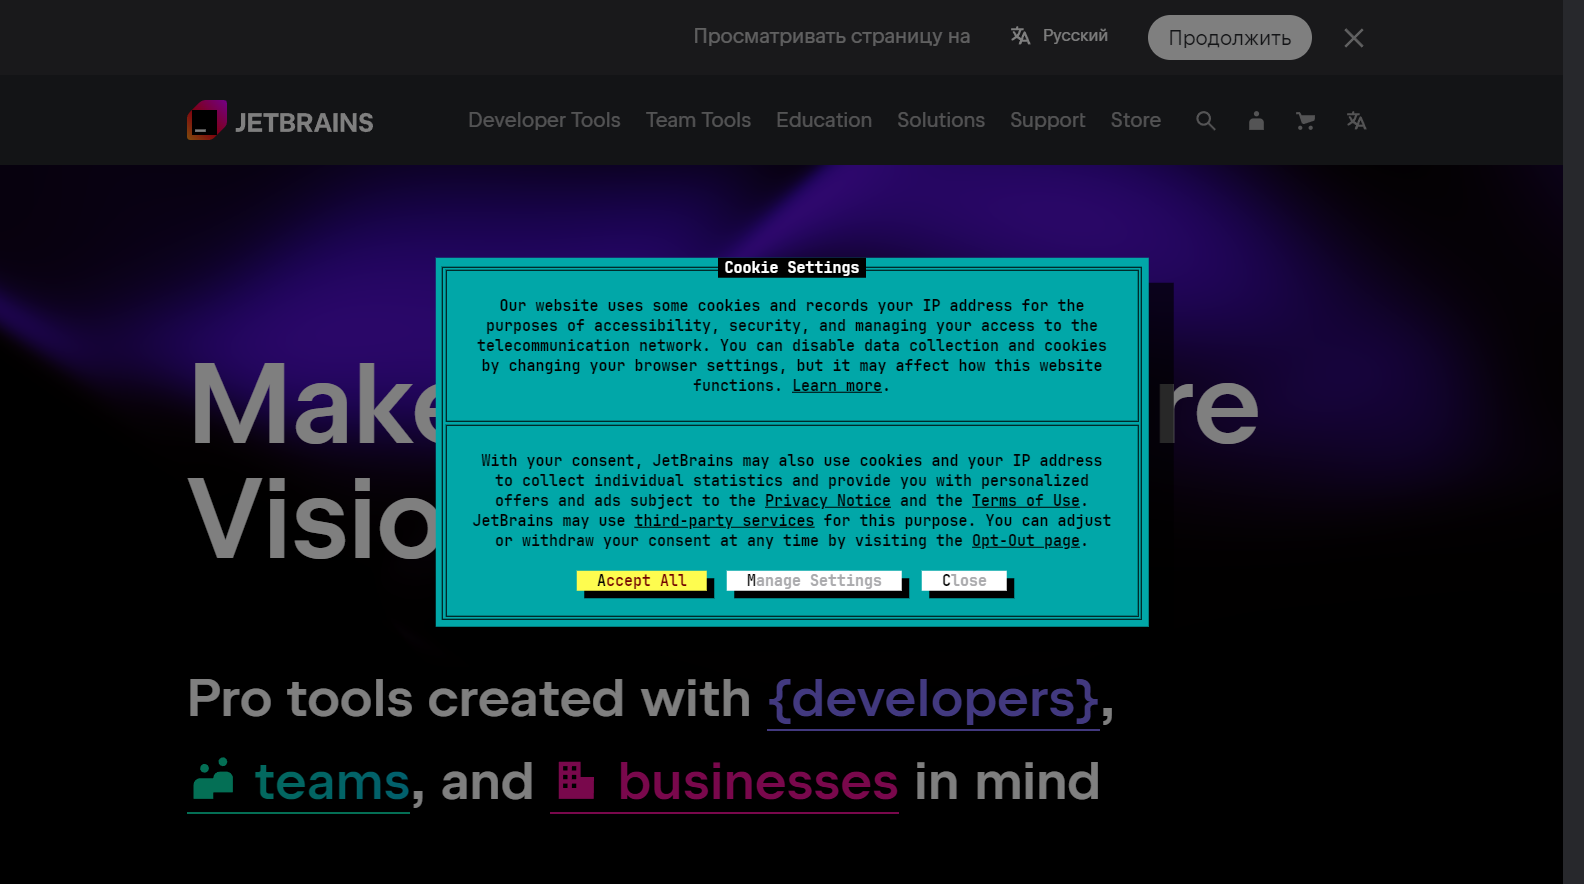 Просматривать страницу на
Русский
Продолжить
JETBRAINS
Developer Tools
Team Tools
Education
Solutions
Support
Store
Cookie Settings
Our website uses some cookies and records your IP address for the
purposes of accessibility, security, and managing your access to the
telecommunication network. You can disable data collection and cookies
by changing your browser settings, but it may affect how this website
functions. Learn more.
With your consent, JetBrains may also use cookies and your IP address
to collect individual statistics and provide you with personalized
offers and ads subject to the Privacy Notice and the Terms of Use.
JetBrains may use third-party services for this purpose. You can adjust
or withdraw your consent at any time by visiting the Opt-Out page.
Accept All
Manage Settings
Close
Make
re
Visio
Pro tools created with {developers},
teams, and businesses in mind